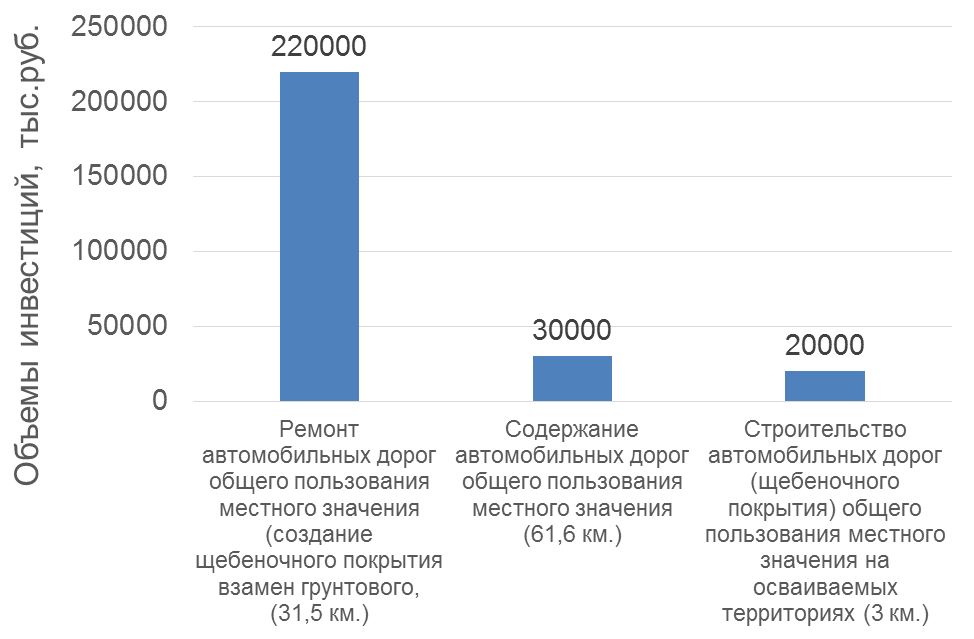 Объемы инвестиций, тыс.руб.
250000
200000
150000
100000
50000
0
220000
30000
20000
Ремонт
автомобильных дорог
общего пользования
местного значения
(создание
щебеночного покрытия
взамен грунтового,
(31,5 км.)
Содержание
автомобильных дорог
общего пользования
местного значения
(61,6 км.)
Строительство
автомобильных дорог
(щебеночного
покрытия) общего
пользования местного
значения на
осваиваемых
территориях (3 км.)